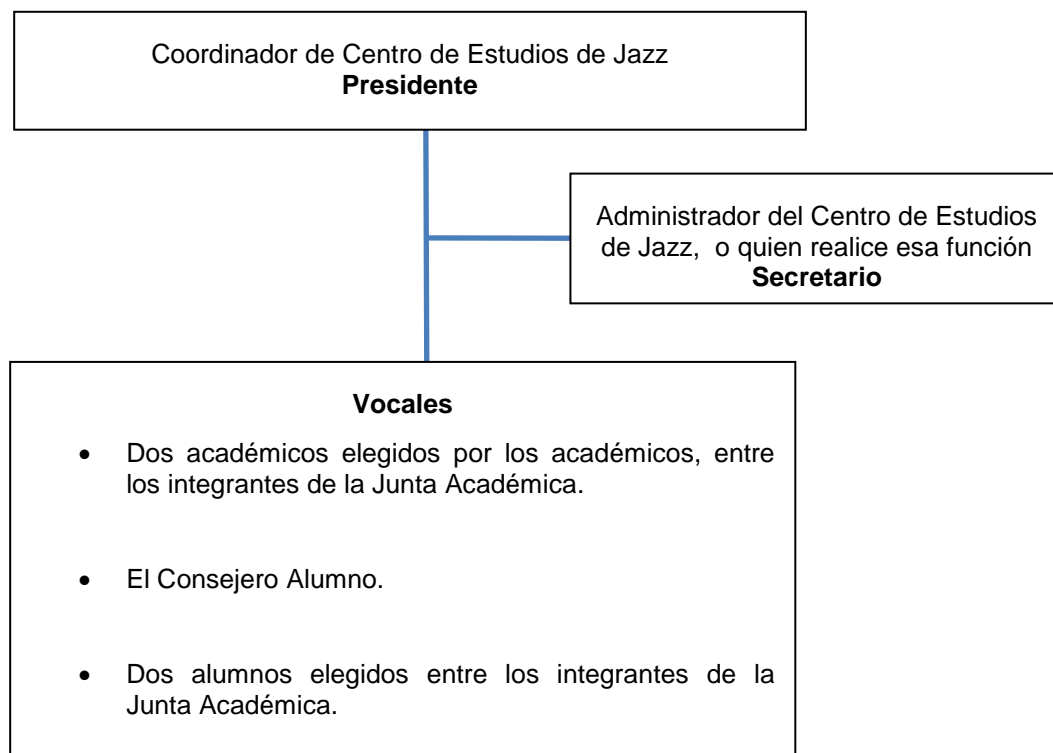 Coordinador de Centro de Estudios de Jazz
Presidente
Administrador del Centro de Estudios
de Jazz, o quien realice esa función
Secretario
Vocales
• Dos académicos elegidos por los académicos, entre
los integrantes de la Junta Académica.
• El Consejero Alumno.
• Dos alumnos elegidos entre los integrantes de la
Junta Académica.